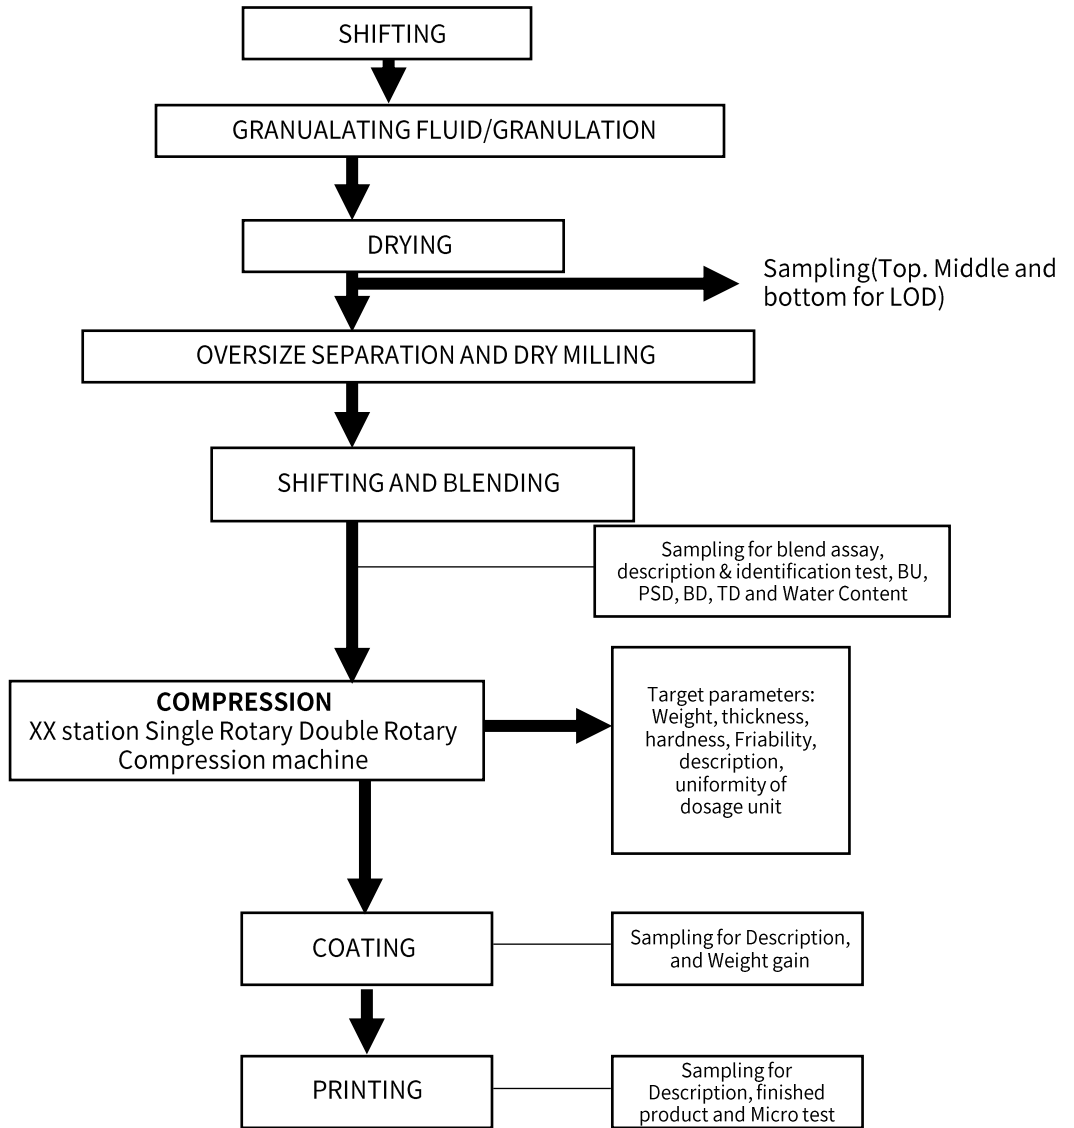 SHIFTING
GRANUALATING FLUID/GRANULATION
DRYING
Sampling(Top. Middle and
bottom for LOD)
OVERSIZE SEPARATION AND DRY MILLING
SHIFTING AND BLENDING
Sampling for blend assay,
description & identification test, BU,
PSD, BD, TD and Water Content
COMPRESSION
XX station Single Rotary Double Rotary
Compression machine
Target parameters:
Weight, thickness,
hardness, Friability,
description,
uniformity of
dosage unit
COATING
Sampling for Description,
and Weight gain
PRINTING
Sampling for
Description, finished
product and Micro test